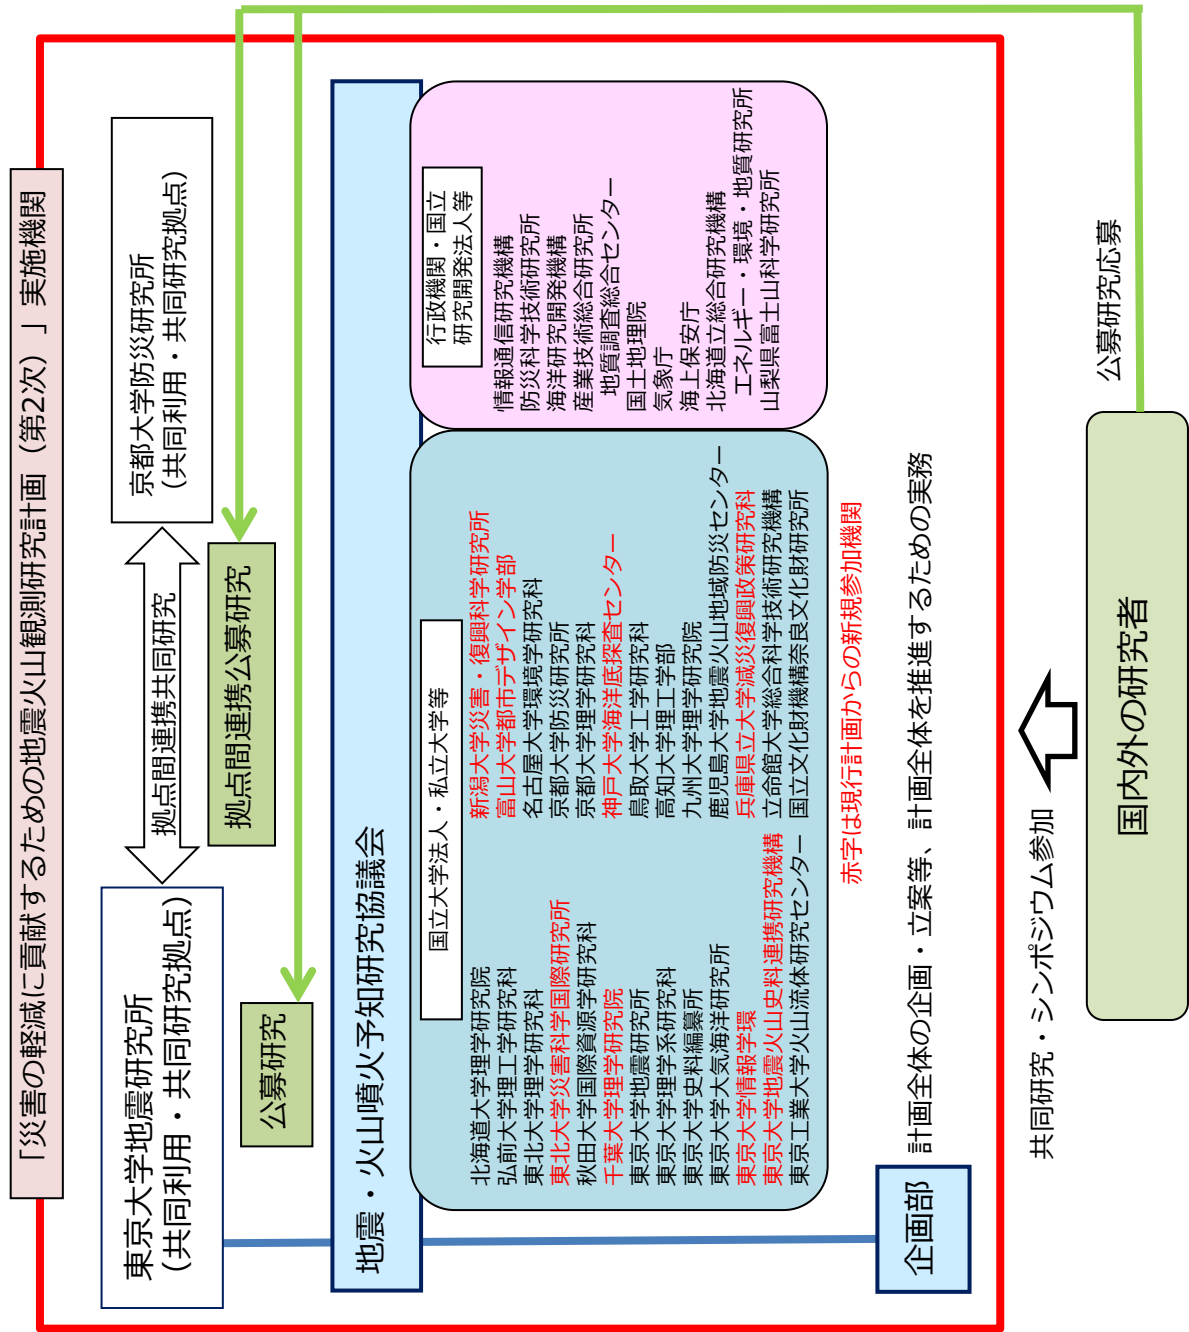 「災害の軽減に貢献するための地震火山観測研究計画（第2次）」実施機関
東京大学地震研究所
（共同利用・共同研究拠点）
拠点間連携共同研究
京都大学防災研究所
（共同利用・共同研究拠点）
拠点間連携公募研究
公募研究
地震・火山噴火予知研究協議会
国立大学法人・私立大学等
北海道大学理学研究院
弘前大学理工学研究科
東北大学理学研究科
東北大学災害科学国際研究所
秋田大学国際資源学研究科
千葉大学理学研究院
東京大学地震研究所
東京大学理学系研究科
東京大学史料編纂所
東京大学大気海洋研究所
東京大学情報学環
東京大学地震火山史料連携研究機構
東京工業大学火山流体研究センター
新潟大学災害・復興科学研究所
富山大学都市デザイン学部
名古屋大学環境学研究科
京都大学防災研究所
京都大学理学研究科
神戸大学海洋底探査センター
鳥取大学工学研究科
高知大学理工学部
九州大学理学研究院
鹿児島大学地震火山地域防災センター
兵庫県立大学減災復興政策研究科
立命館大学総合科学技術研究機構
国立文化財機構奈良文化財研究所
行政機関・国立
研究開発法人等
情報通信研究機構
防災科学技術研究所
海洋研究開発機構
産業技術総合研究所
地質調査総合センター
国土地理院
気象庁
海上保安庁
北海道立総合研究機構
エネルギー・環境・地質研究所
山梨県富士山科学研究所
赤字は現行計画からの新規参加機関
企画部
計画全体の企画・立案等、計画全体を推進するための実務
共同研究・シンポジウム参加
公募研究応募
国内外の研究者